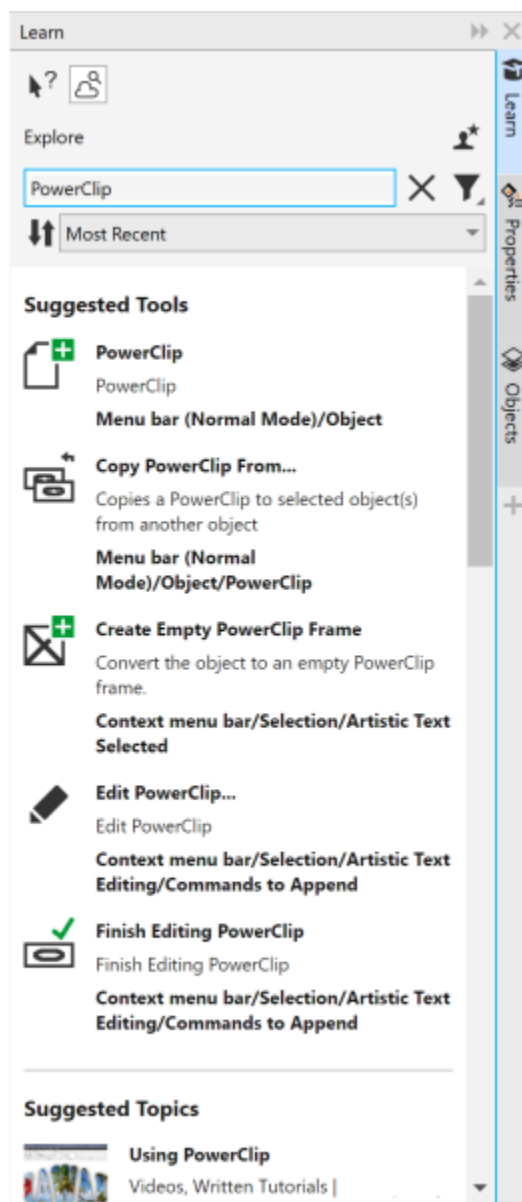 Learn
?
Explore
PowerClip
Most Recent
Suggested Tools
PowerClip
PowerClip
Menu bar (Normal Mode)/Object
Copy PowerClip From...
Copies a PowerClip to selected object(s)
from another object
Menu bar (Normal
Mode)/Object/PowerClip
Create Empty PowerClip Frame
Convert the object to an empty PowerClip
frame.
Context menu bar/Selection/Artistic Text
Selected
Edit PowerClip...
Edit PowerClip
Context menu bar/Selection/Artistic Text
Editing/Commands to Append
Finish Editing PowerClip
Finish Editing PowerClip
Context menu bar/Selection/Artistic Text
Editing/Commands to Append
Suggested Topics
Using PowerClip
Videos, Written Tutorials |
Learn
Properties
Objects